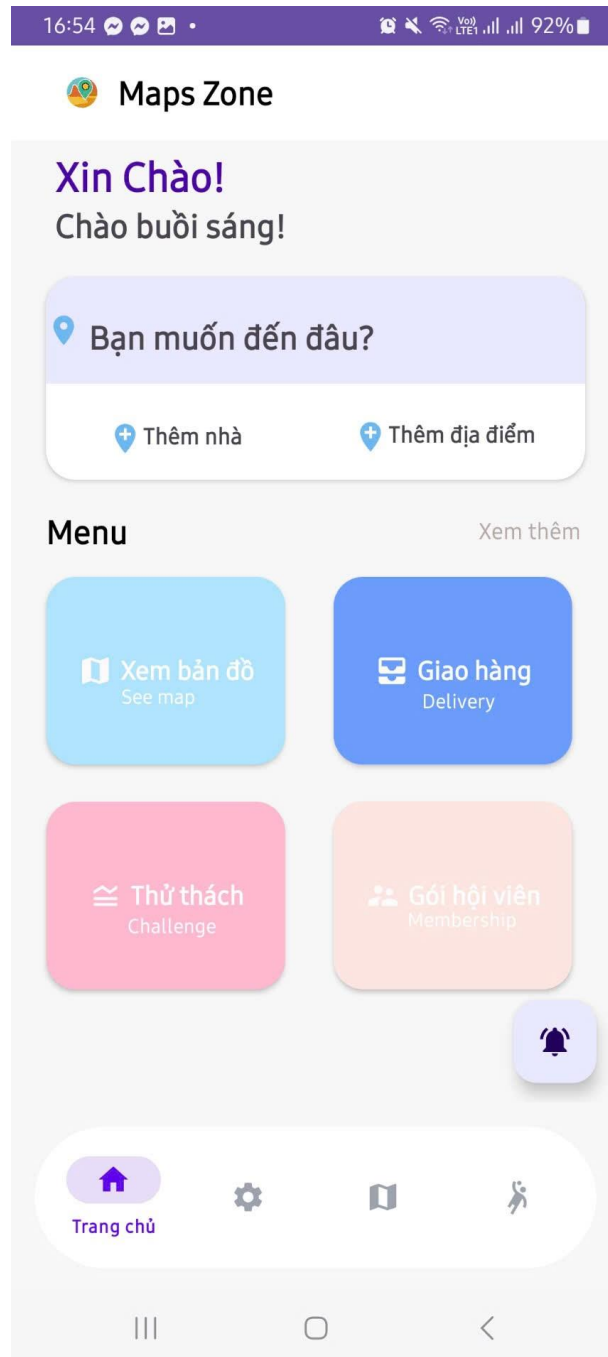 16:54
Vo)) LTE1 92%
Maps Zone
Xin Chào!
Chào buổi sáng!
Bạn muốn đến đâu?
Thêm nhà
Thêm địa điểm
Menu
Xem thêm
Xem bản đồ
See map
Giao hàng
Delivery
Thử thách
Challenge
Gói hội viên
Membership
Trang chủ